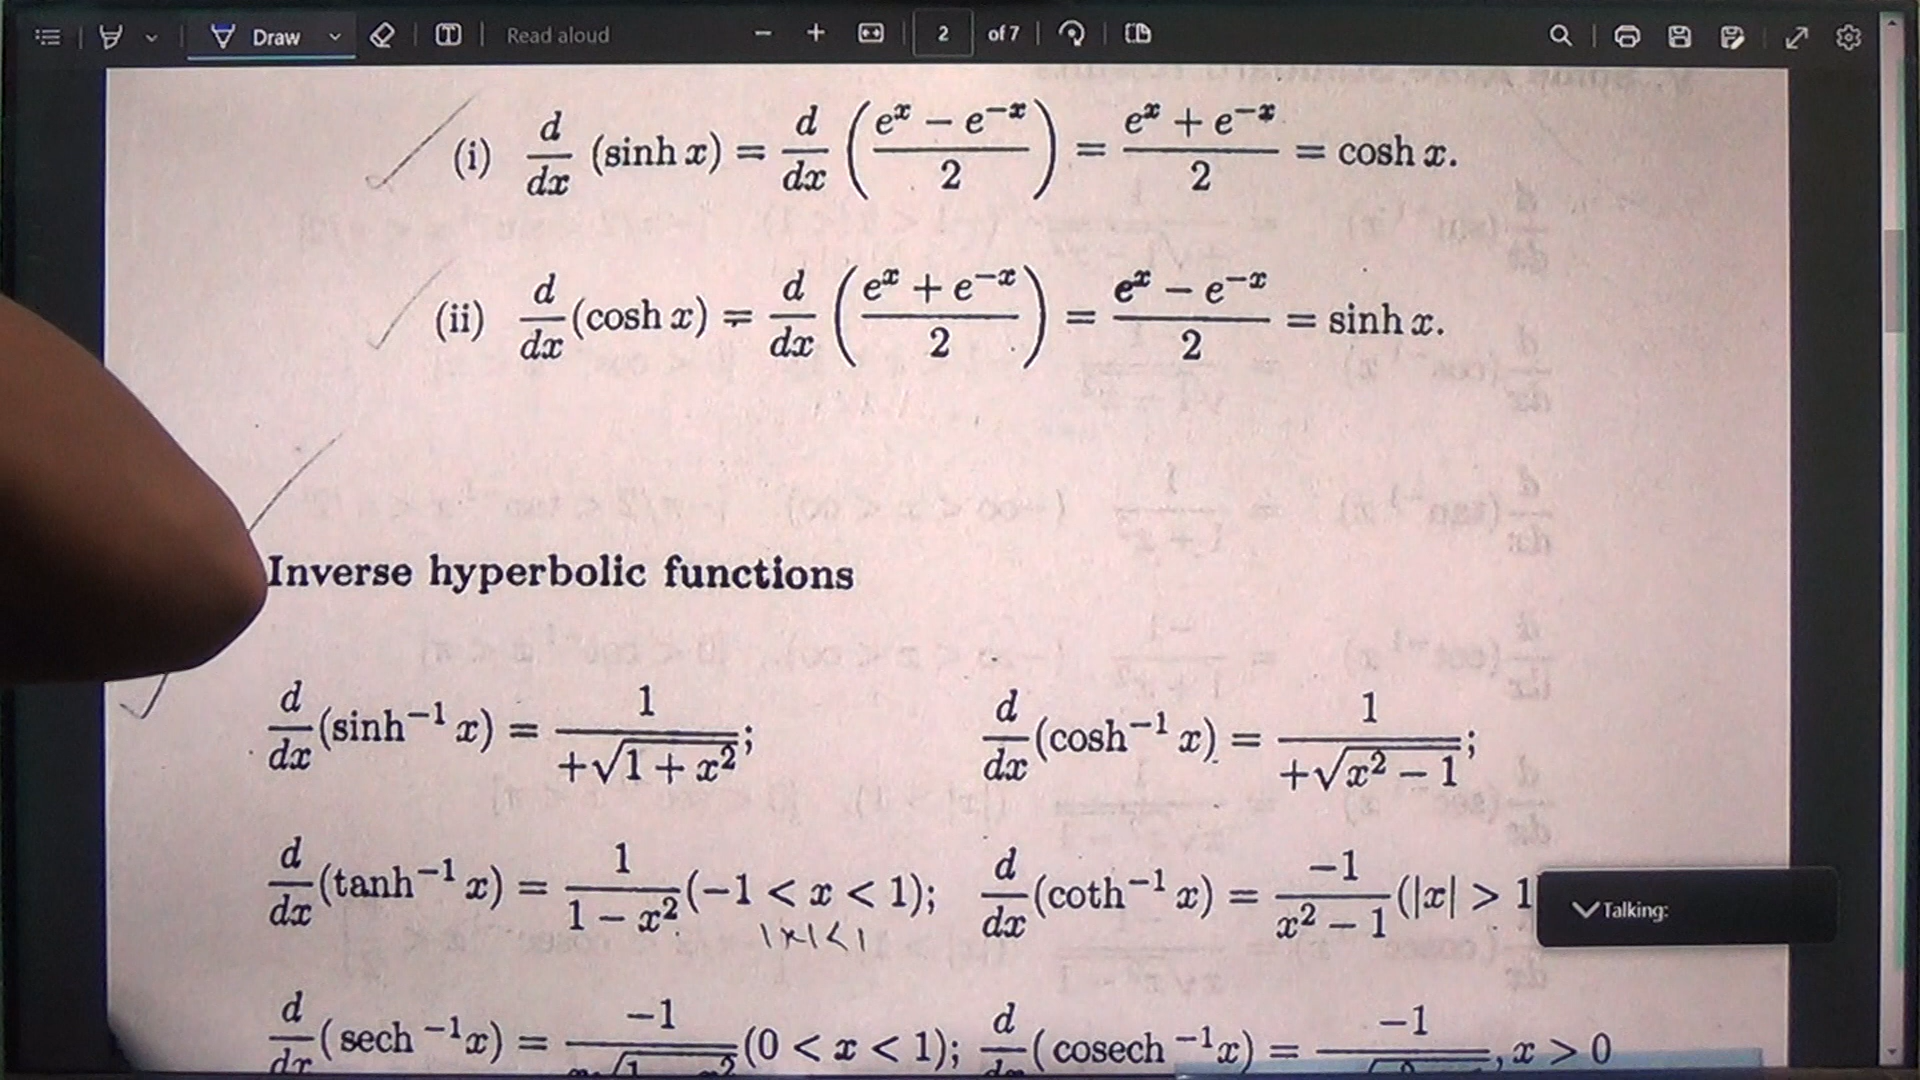 Draw Read aloud 2 of 7
(i) d/dx (sinh x) = d/dx ((e^x − e^−x)/2) = (e^x + e^−x)/2 = cosh x.
(ii) d/dx (cosh x) = d/dx ((e^x + e^−x)/2) = (e^x − e^−x)/2 = sinh x.
Inverse hyperbolic functions
d/dx (sinh^−1 x) = 1/(+√(1 + x^2)); d/dx (cosh^−1 x) = 1/(+√(x^2 − 1));
d/dx (tanh^−1 x) = 1/(1 − x^2) (−1 < x < 1); d/dx (coth^−1 x) = −1/(x^2 − 1) (|x| > 1
|x|<1
Talking:
d/dx (sech^−1 x) = −1 (0 < x < 1); d/dx (cosech^−1 x) = −1 , x > 0